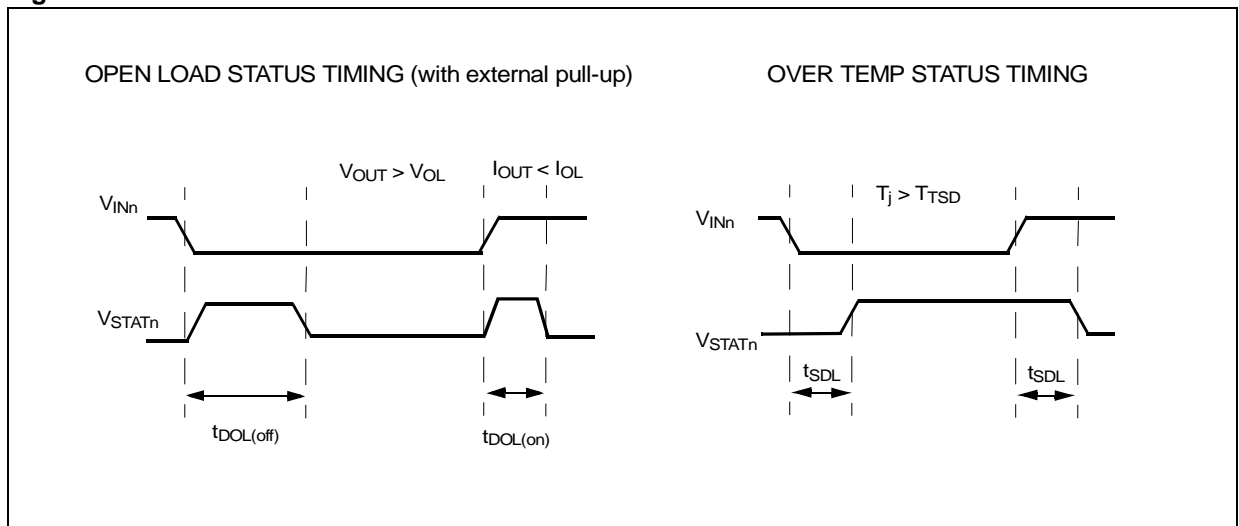 OPEN LOAD STATUS TIMING (with external pull-up)
VOUT > VOL
IOUT < IOL
VINn
VSTATn
tDOL(off)
tDOL(on)
OVER TEMP STATUS TIMING
Tj > TTSD
VINn
VSTATn
tSDL
tSDL